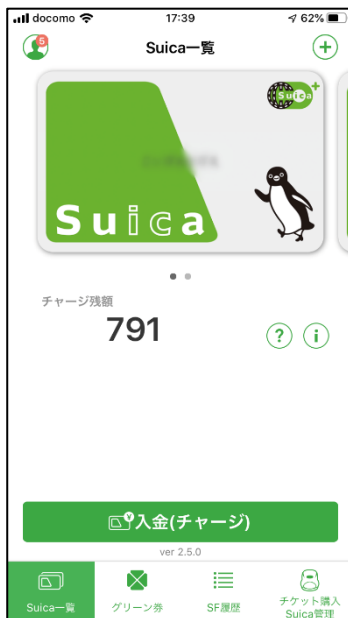 docomo 17:39 62%
5
Suica一覧
Suica
Suica
チャージ残額
791
? i
¥ 入金(チャージ)
ver 2.5.0
Suica一覧 グリーン券 SF履歴 チケット購入
Suica管理